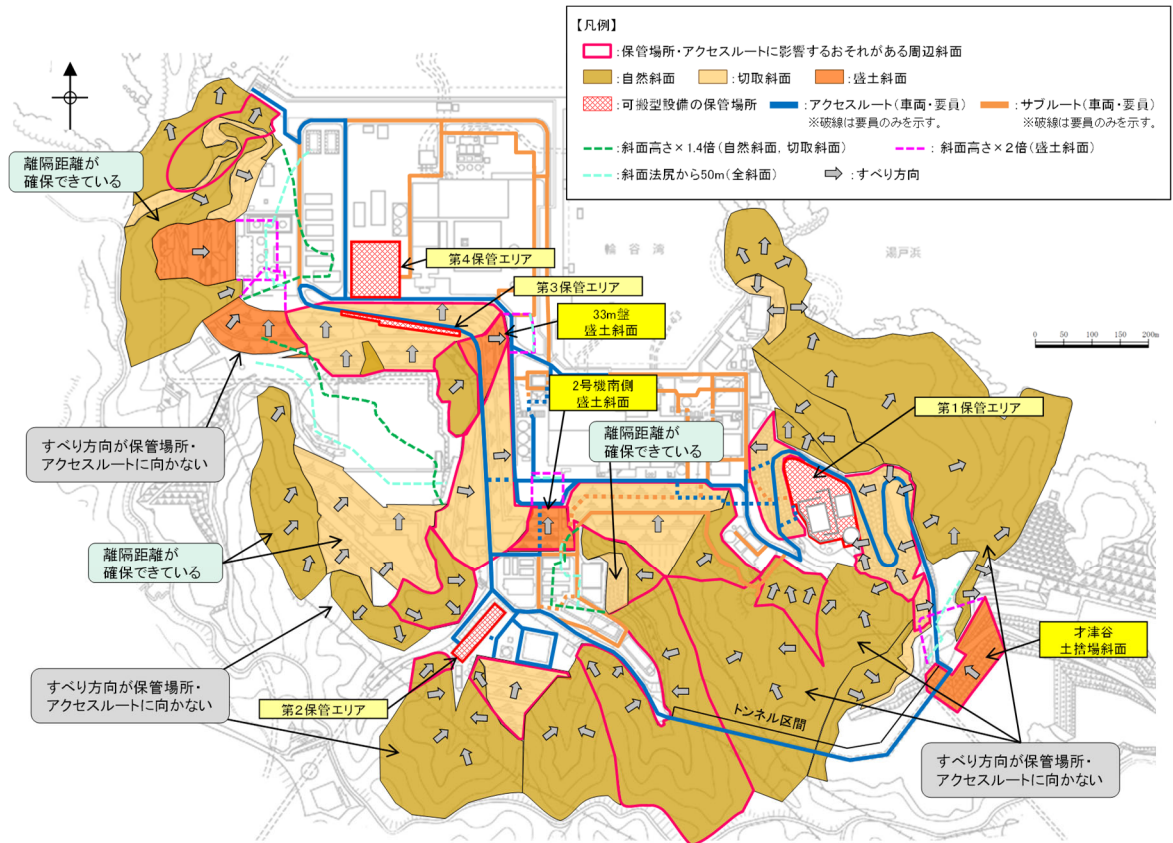 【凡例】
：保管場所・アクセスルートに影響するおそれがある周辺斜面
：自然斜面
：切取斜面
：盛土斜面
：可搬型設備の保管場所
：アクセスルート（車両・要員）
※破線は要員のみを示す。
：サブルート（車両・要員）
※破線は要員のみを示す。
：斜面高さ×1.4倍（自然斜面，切取斜面）
：斜面高さ×2倍（盛土斜面）
：斜面法尻から50m（全斜面）
：すべり方向
離隔距離が
確保できている
輪谷湾
湯戸浜
第4保管エリア
第3保管エリア
33m盤
盛土斜面
0 50 100 200m
2号機南側
盛土斜面
第1保管エリア
離隔距離が
確保できている
すべり方向が保管場所・
アクセスルートに向かない
離隔距離が
確保できている
才津谷
土捨場斜面
すべり方向が保管場所・
アクセスルートに向かない
第2保管エリア
トンネル区間
すべり方向が保管場所・
アクセスルートに向かない